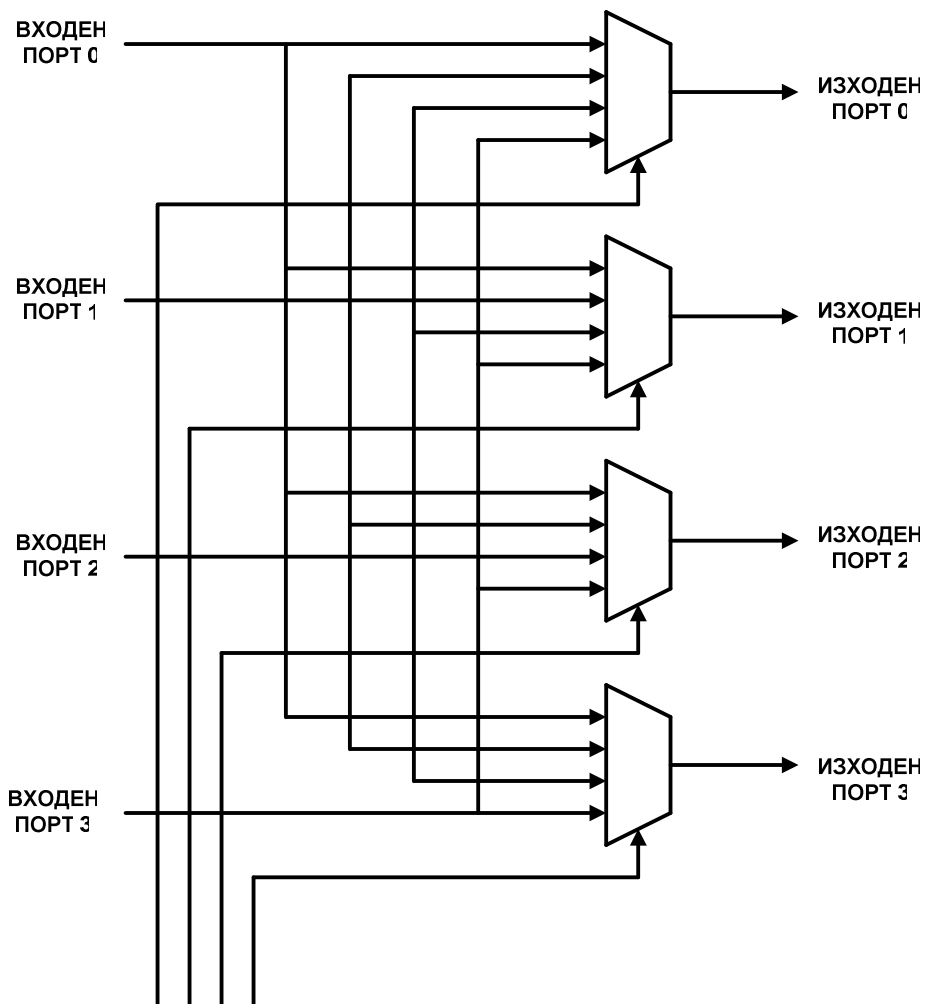 ВХОДЕН
ПОРТ 0
ИЗХОДЕН
ПОРТ 0
ВХОДЕН
ПОРТ 1
ИЗХОДЕН
ПОРТ 1
ВХОДЕН
ПОРТ 2
ИЗХОДЕН
ПОРТ 2
ВХОДЕН
ПОРТ 3
ИЗХОДЕН
ПОРТ 3